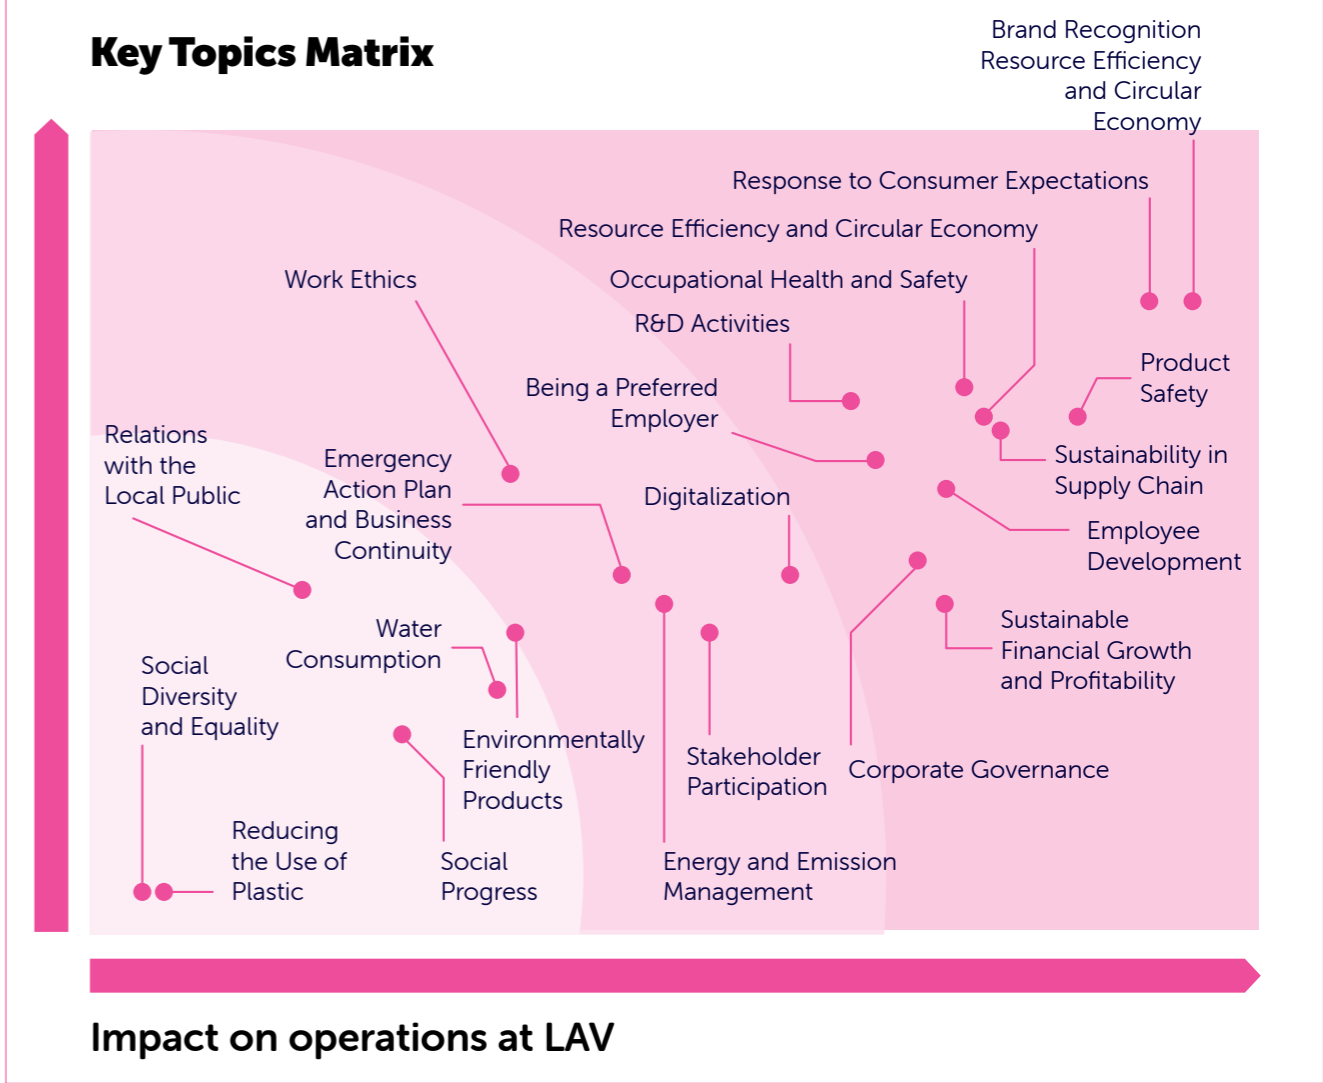 Key Topics Matrix
Brand Recognition
Resource Efficiency
and Circular
Economy
Response to Consumer Expectations
Resource Efficiency and Circular Economy
Work Ethics
Occupational Health and Safety
R&D Activities
Product
Safety
Being a Preferred
Employer
Relations
with the
Local Public
Emergency
Action Plan
and Business
Continuity
Digitalization
Sustainability in
Supply Chain
Employee
Development
Water
Consumption
Sustainable
Financial Growth
and Profitability
Social
Diversity
and Equality
Environmentally
Friendly
Products
Stakeholder
Participation
Corporate Governance
Reducing
the Use of
Plastic
Social
Progress
Energy and Emission
Management
Impact on operations at LAV